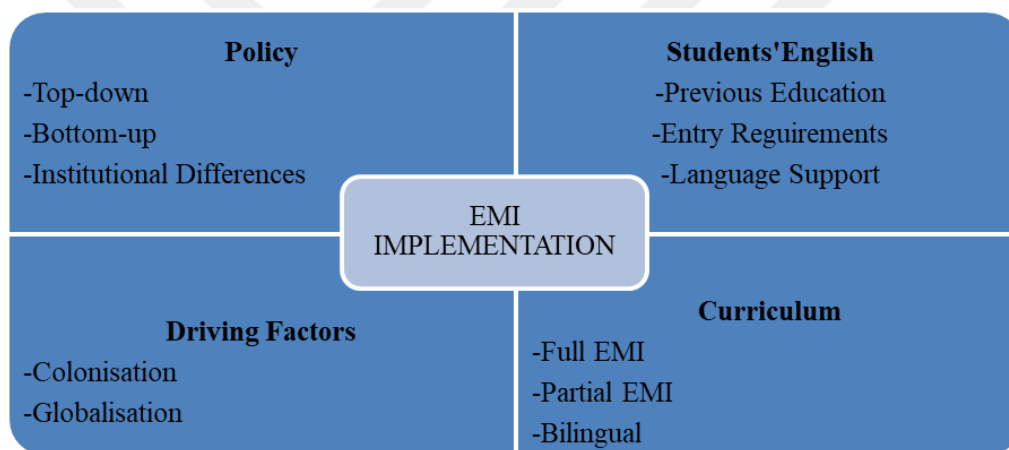 Policy
-Top-down
-Bottom-up
-Institutional Differences
Students'English
-Previous Education
-Entry Reguirements
-Language Support
EMI
IMPLEMENTATION
Driving Factors
-Colonisation
-Globalisation
Curriculum
-Full EMI
-Partial EMI
-Bilingual